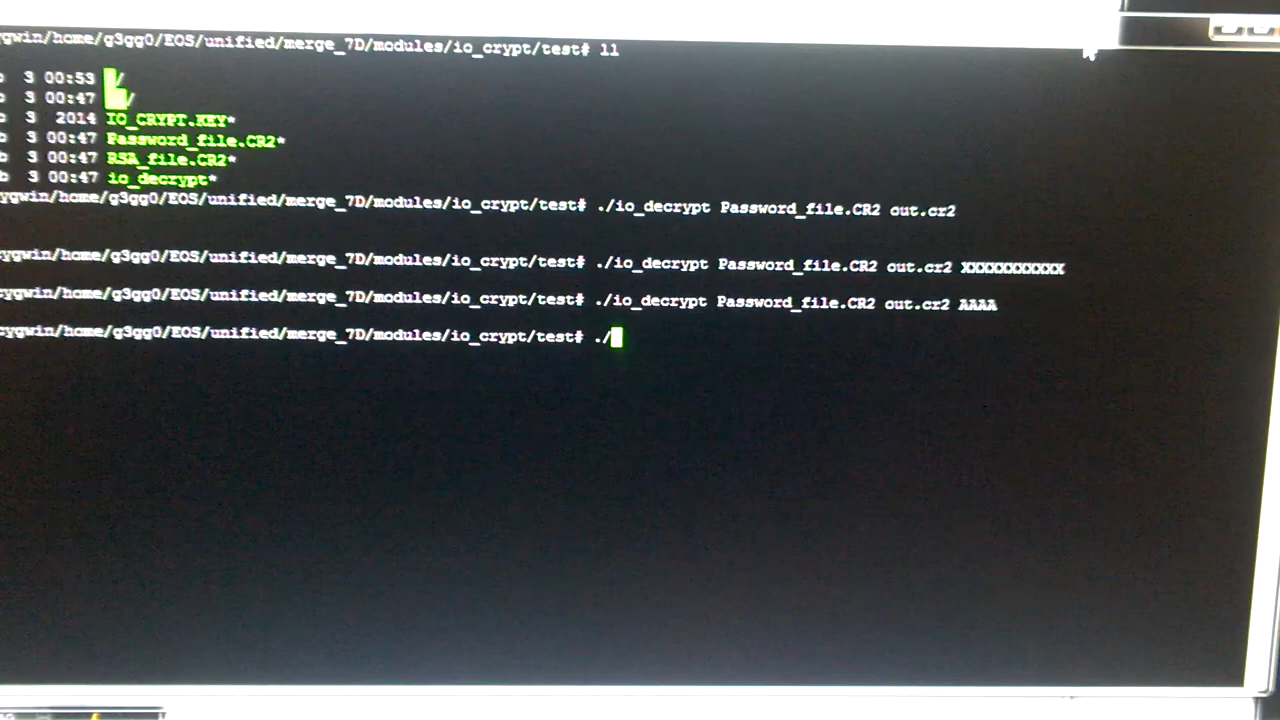 ygwin/home/g3gg0/EOS/unified/merge_7D/modules/io_crypt/test# ll
3 00:53 /
3 00:47 /
3 2014 IO_CRYPT.KEY*
3 00:47 Password_file.CR2*
3 00:47 RSA_file.CR2*
3 00:47 io_decrypt*
ygwin/home/g3gg0/EOS/unified/merge_7D/modules/io_crypt/test# ./io_decrypt Password_file.CR2 out.cr2
cygwin/home/g3gg0/EOS/unified/merge_7D/modules/io_crypt/test# ./io_decrypt Password_file.CR2 out.cr2 XXXXXXXXXXX
cygwin/home/g3gg0/EOS/unified/merge_7D/modules/io_crypt/test# ./io_decrypt Password_file.CR2 out.cr2 AAAA
cygwin/home/g3gg0/EOS/unified/merge_7D/modules/io_crypt/test# ./